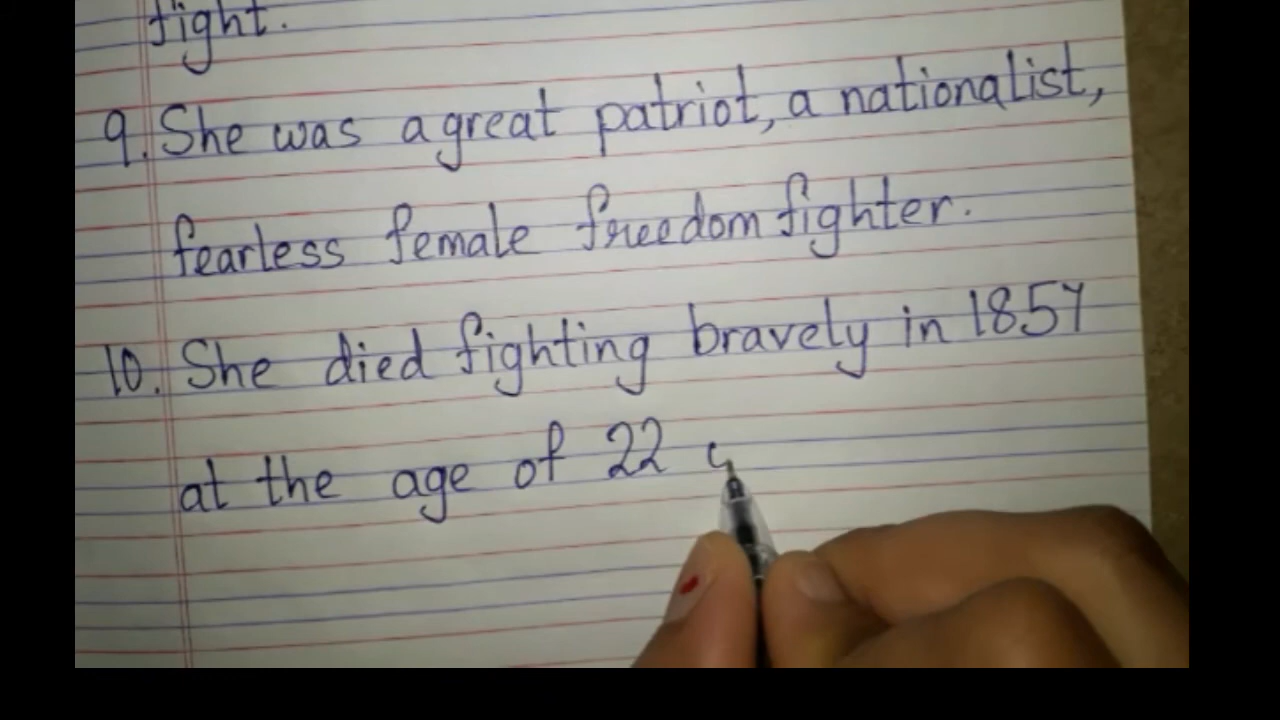 fight.
9. She was a great patriot, a nationalist,
fearless female freedom fighter.
10. She died fighting bravely in 1857
at the age of 22